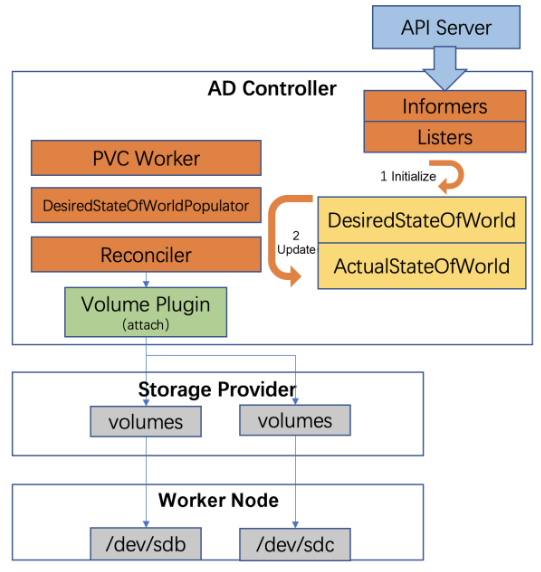 API Server
AD Controller
Informers
Listers
PVC Worker
1 Initialize
DesiredStateOfWorldPopulator
DesiredStateOfWorld
2
Update
Reconciler
ActualStateOfWorld
Volume Plugin
(attach)
Storage Provider
volumes
volumes
Worker Node
/dev/sdb
/dev/sdc